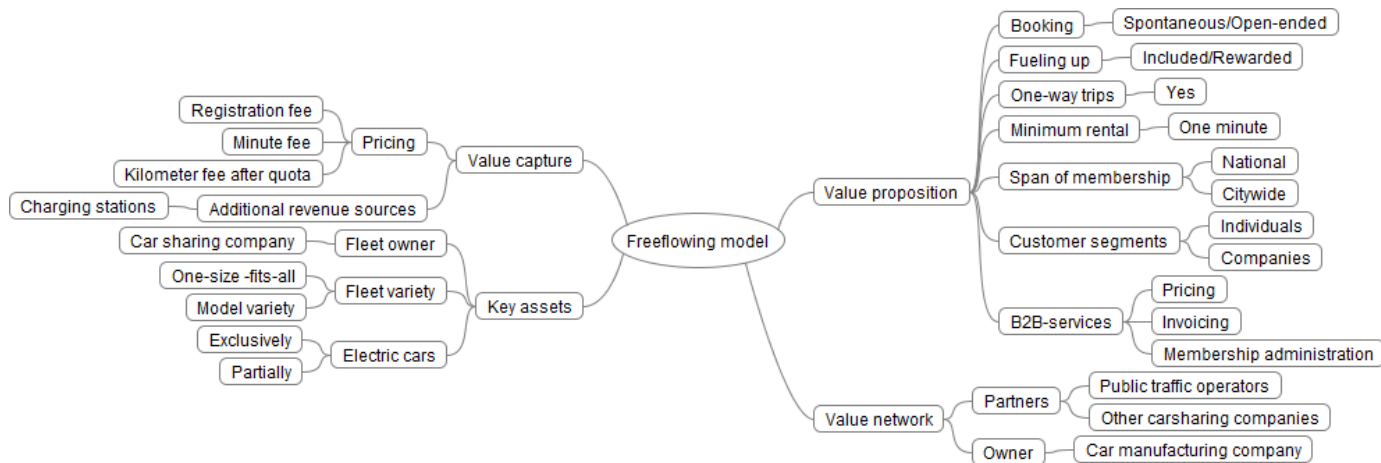 Freeflowing model
Value capture
Pricing
Registration fee
Minute fee
Kilometer fee after quota
Additional revenue sources
Charging stations
Key assets
Fleet owner
Car sharing company
Fleet variety
One-size -fits-all
Model variety
Electric cars
Exclusively
Partially
Value proposition
Booking
Spontaneous/Open-ended
Fueling up
Included/Rewarded
One-way trips
Yes
Minimum rental
One minute
Span of membership
National
Citywide
Customer segments
Individuals
Companies
B2B-services
Pricing
Invoicing
Membership administration
Value network
Partners
Public traffic operators
Other carsharing companies
Owner
Car manufacturing company